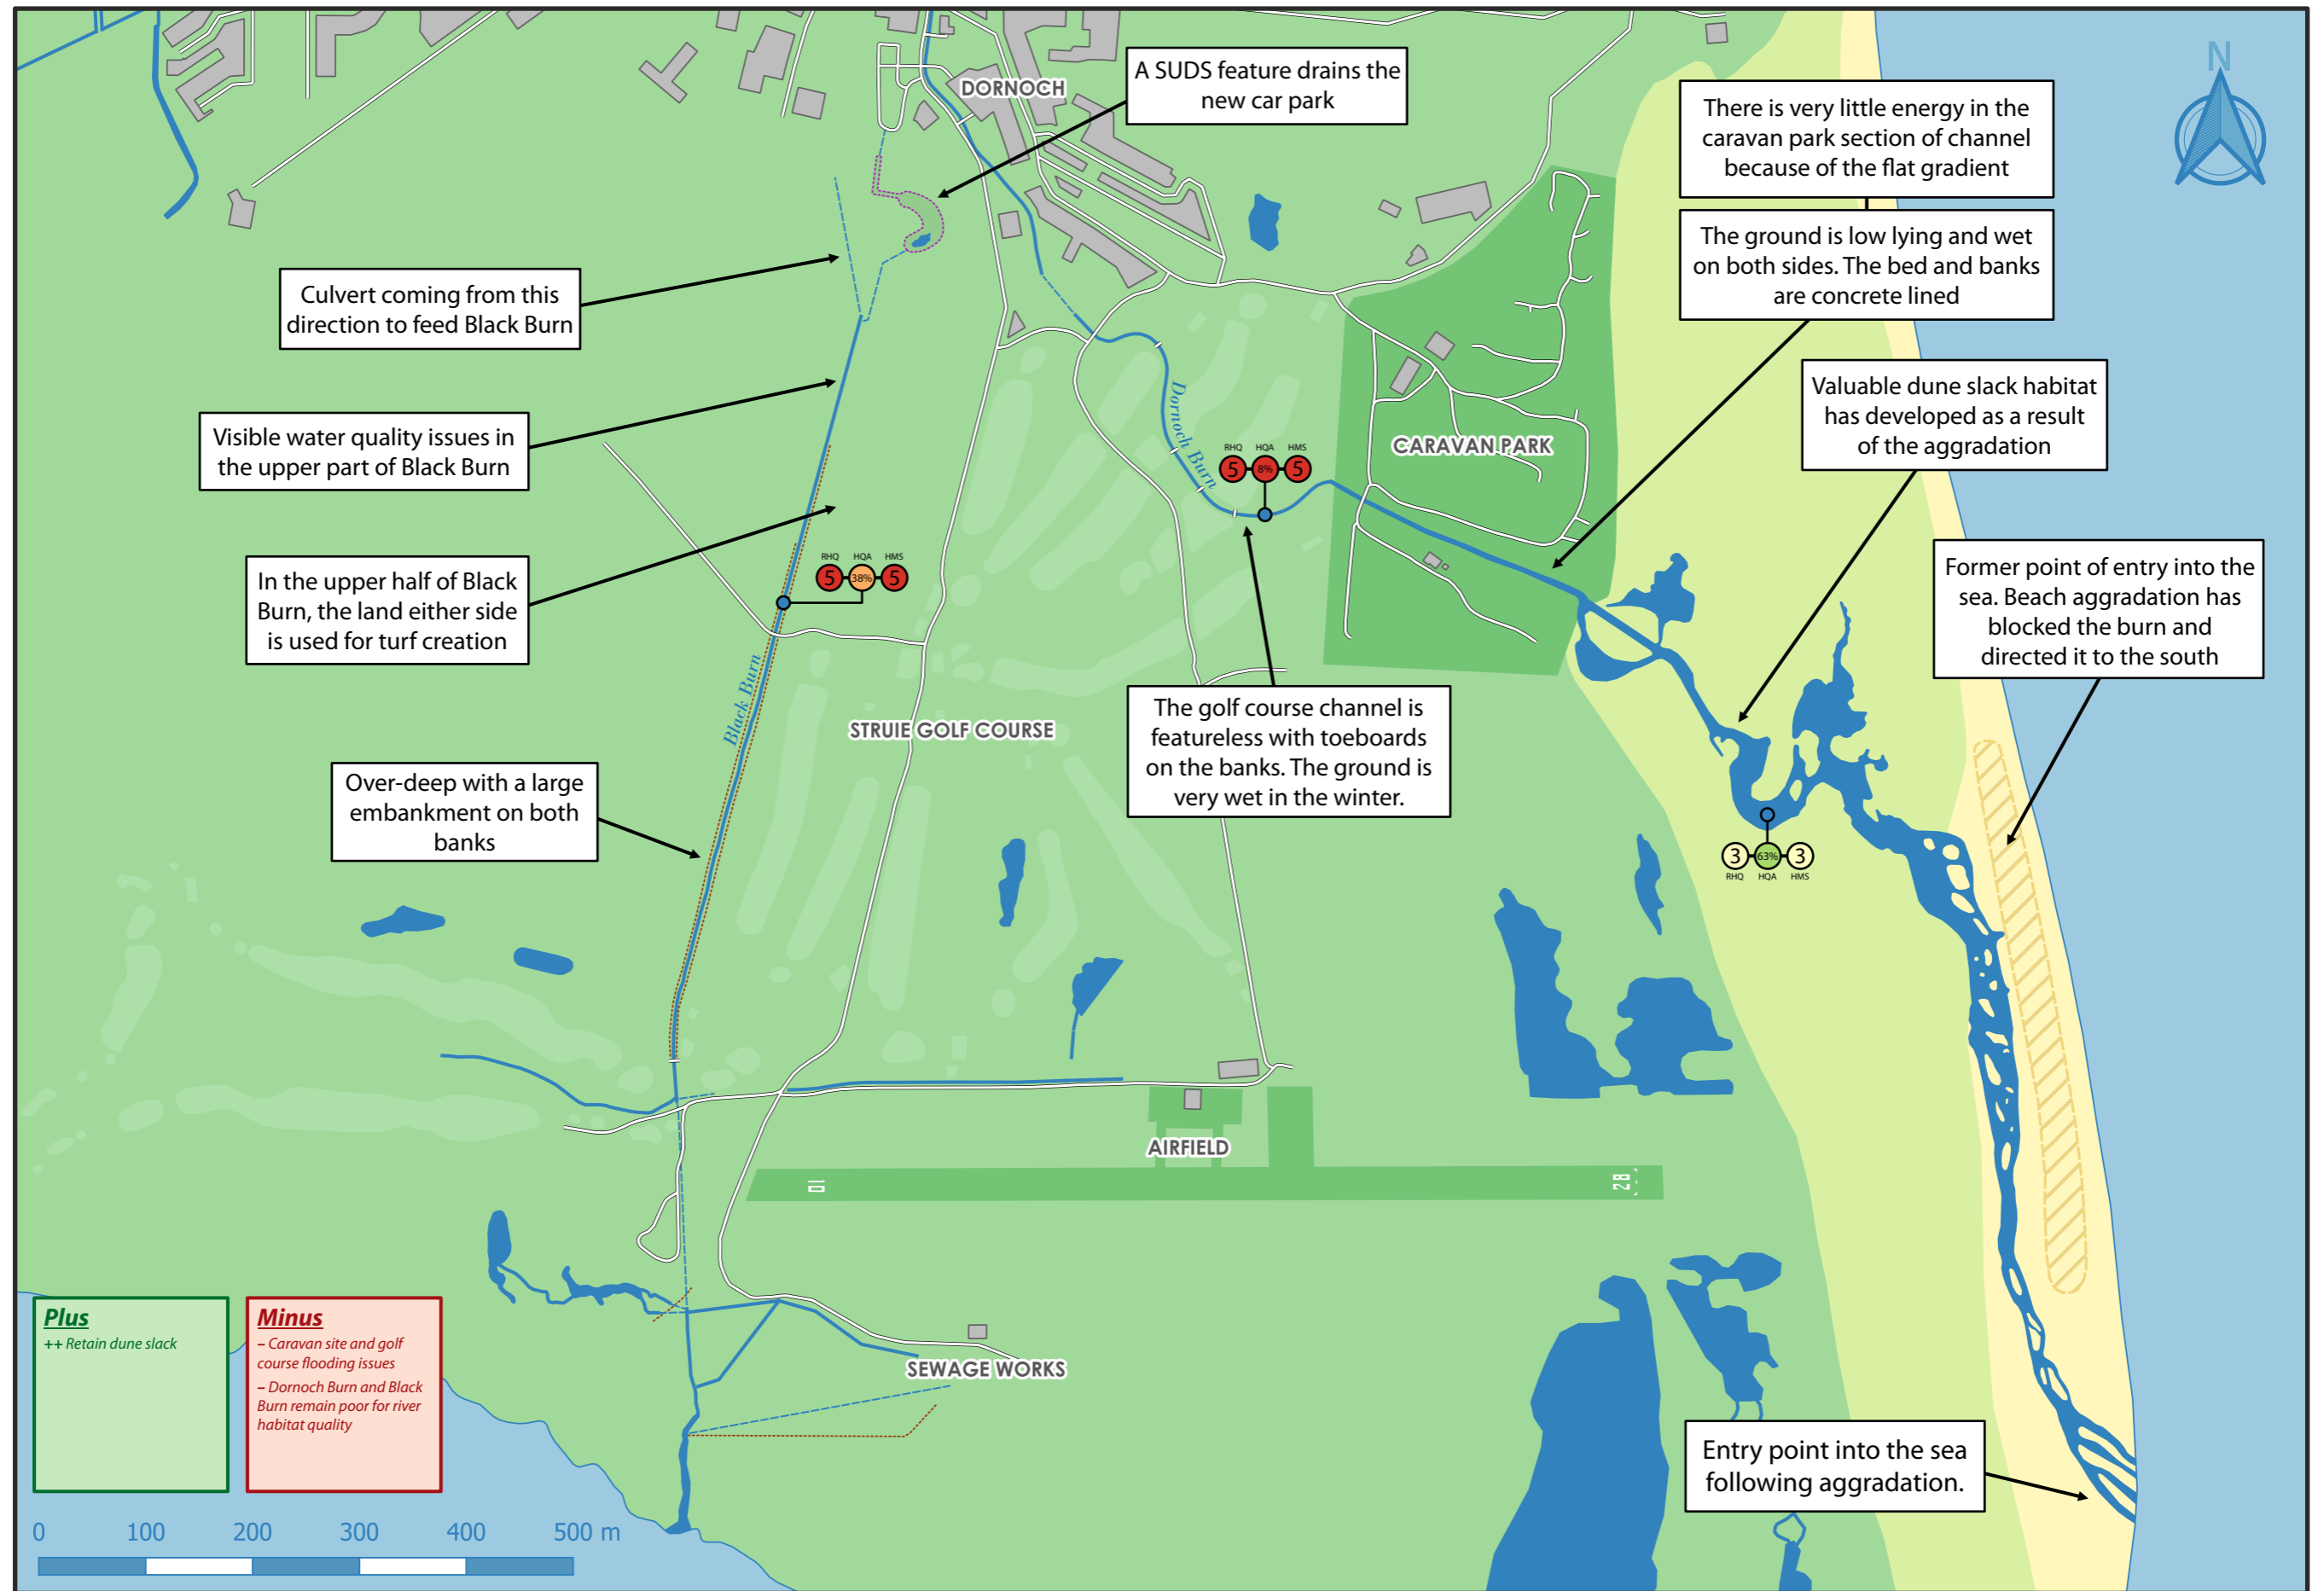 N
DORNOCH
A SUDS feature drains the
new car park
There is very little energy in the
caravan park section of channel
because of the flat gradient
The ground is low lying and wet
on both sides. The bed and banks
are concrete lined
Culvert coming from this
direction to feed Black Burn
Valuable dune slack habitat
has developed as a result
of the aggradation
Visible water quality issues in
the upper part of Black Burn
Dornoch Burn
RHQ HQA HMS
5 8% 5
CARAVAN PARK
In the upper half of Black
Burn, the land either side
is used for turf creation
RHQ HQA HMS
5 38% 5
Former point of entry into the
sea. Beach aggradation has
blocked the burn and
directed it to the south
Black Burn
STRUIE GOLF COURSE
The golf course channel is
featureless with toeboards
on the banks. The ground is
very wet in the winter.
Over-deep with a large
embankment on both
banks
3 63% 3
RHQ HQA HMS
AIRFIELD
10
28
Plus
++ Retain dune slack
Minus
– Caravan site and golf
course flooding issues
– Dornoch Burn and Black
Burn remain poor for river
habitat quality
SEWAGE WORKS
Entry point into the sea
following aggradation.
0 100 200 300 400 500 m